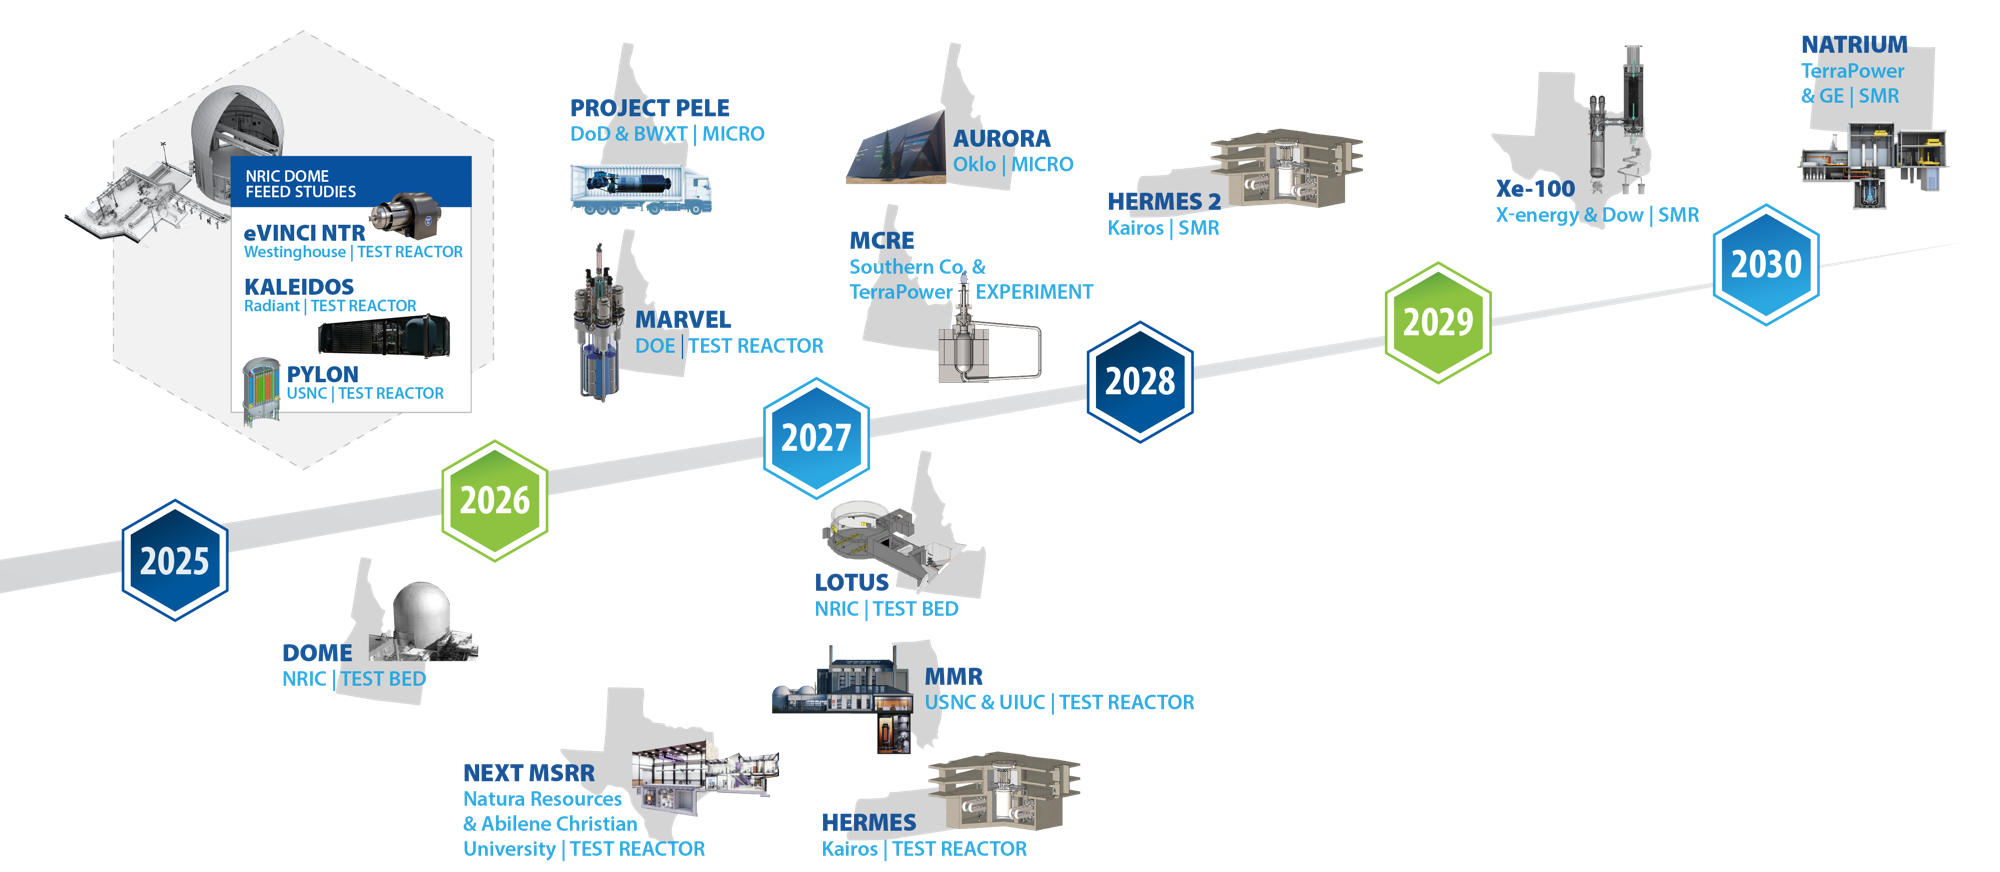 NRIC DOME
FEEED STUDIES
eVINCI NTR
Westinghouse | TEST REACTOR
KALEIDOS
Radiant | TEST REACTOR
PYLON
USNC | TEST REACTOR
PROJECT PELE
DoD & BWXT | MICRO
MARVEL
DOE | TEST REACTOR
AURORA
Oklo | MICRO
MCRE
Southern Co. &
TerraPower | EXPERIMENT
HERMES 2
Kairos | SMR
Xe-100
X-energy & Dow | SMR
NATRIUM
TerraPower
& GE | SMR
2025
2026
2027
2028
2029
2030
DOME
NRIC | TEST BED
NEXT MSRR
Natura Resources
& Abilene Christian
University | TEST REACTOR
LOTUS
NRIC | TEST BED
MMR
USNC & UIUC | TEST REACTOR
HERMES
Kairos | TEST REACTOR